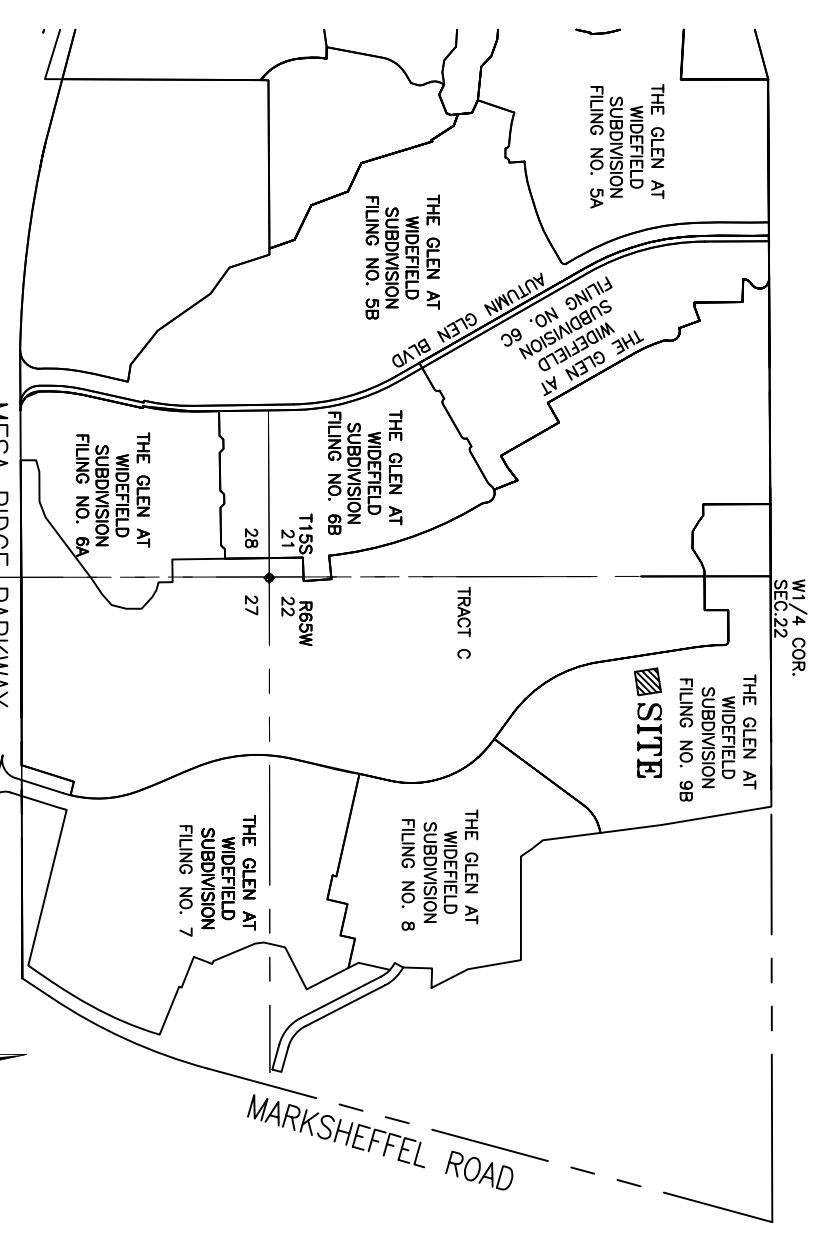 THE GLEN AT
WIDEFIELD
SUBDIVISION
FILING NO. 5A
THE GLEN AT
WIDEFIELD
SUBDIVISION
FILING NO. 5B
AUTUMN GLEN BLVD
THE GLEN AT
WIDEFIELD
SUBDIVISION
FILING NO. 6C
THE GLEN AT
WIDEFIELD
SUBDIVISION
FILING NO. 6B
THE GLEN AT
WIDEFIELD
SUBDIVISION
FILING NO. 6A
T15S
R65W
21
22
28
27
TRACT C
W1/4 COR.
SEC.22
THE GLEN AT
WIDEFIELD
SUBDIVISION
FILING NO. 9B
SITE
THE GLEN AT
WIDEFIELD
SUBDIVISION
FILING NO. 8
THE GLEN AT
WIDEFIELD
SUBDIVISION
FILING NO. 7
MESA RIDGE PARKWAY
MARKSHEFFEL ROAD